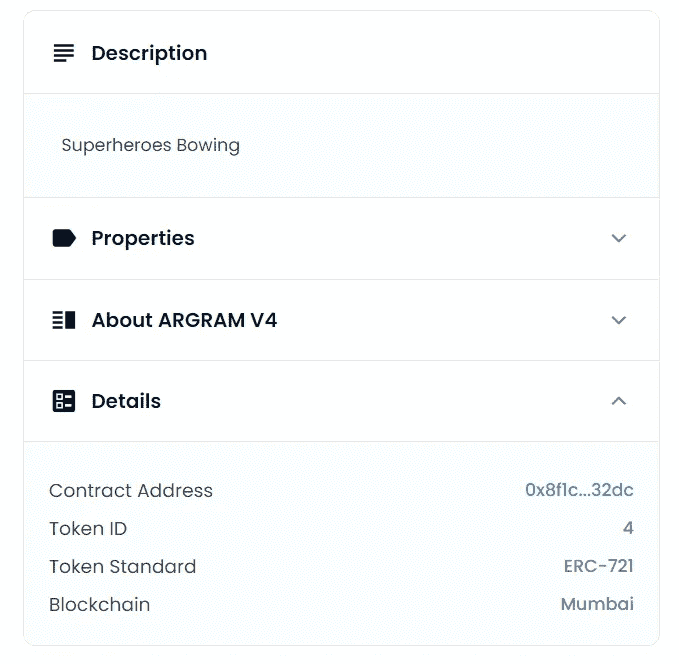 Description
Superheroes Bowing
Properties
About ARGRAM V4
Details
Contract Address 0x8f1c...32dc
Token ID 4
Token Standard ERC-721
Blockchain Mumbai